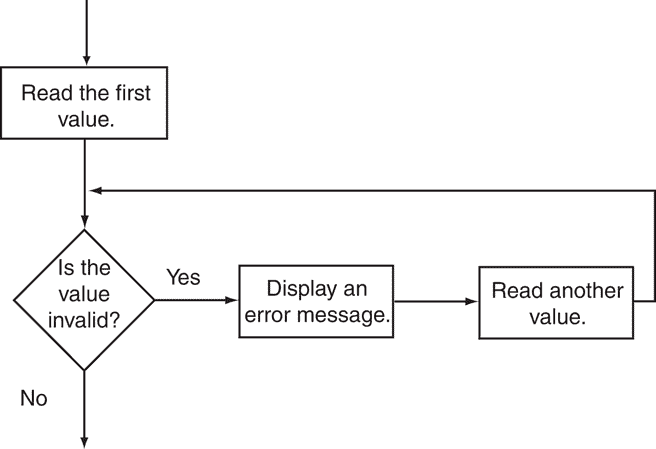 Read the first
value.
Is the
value
invalid?
Yes
Display an
error message.
Read another
value.
No